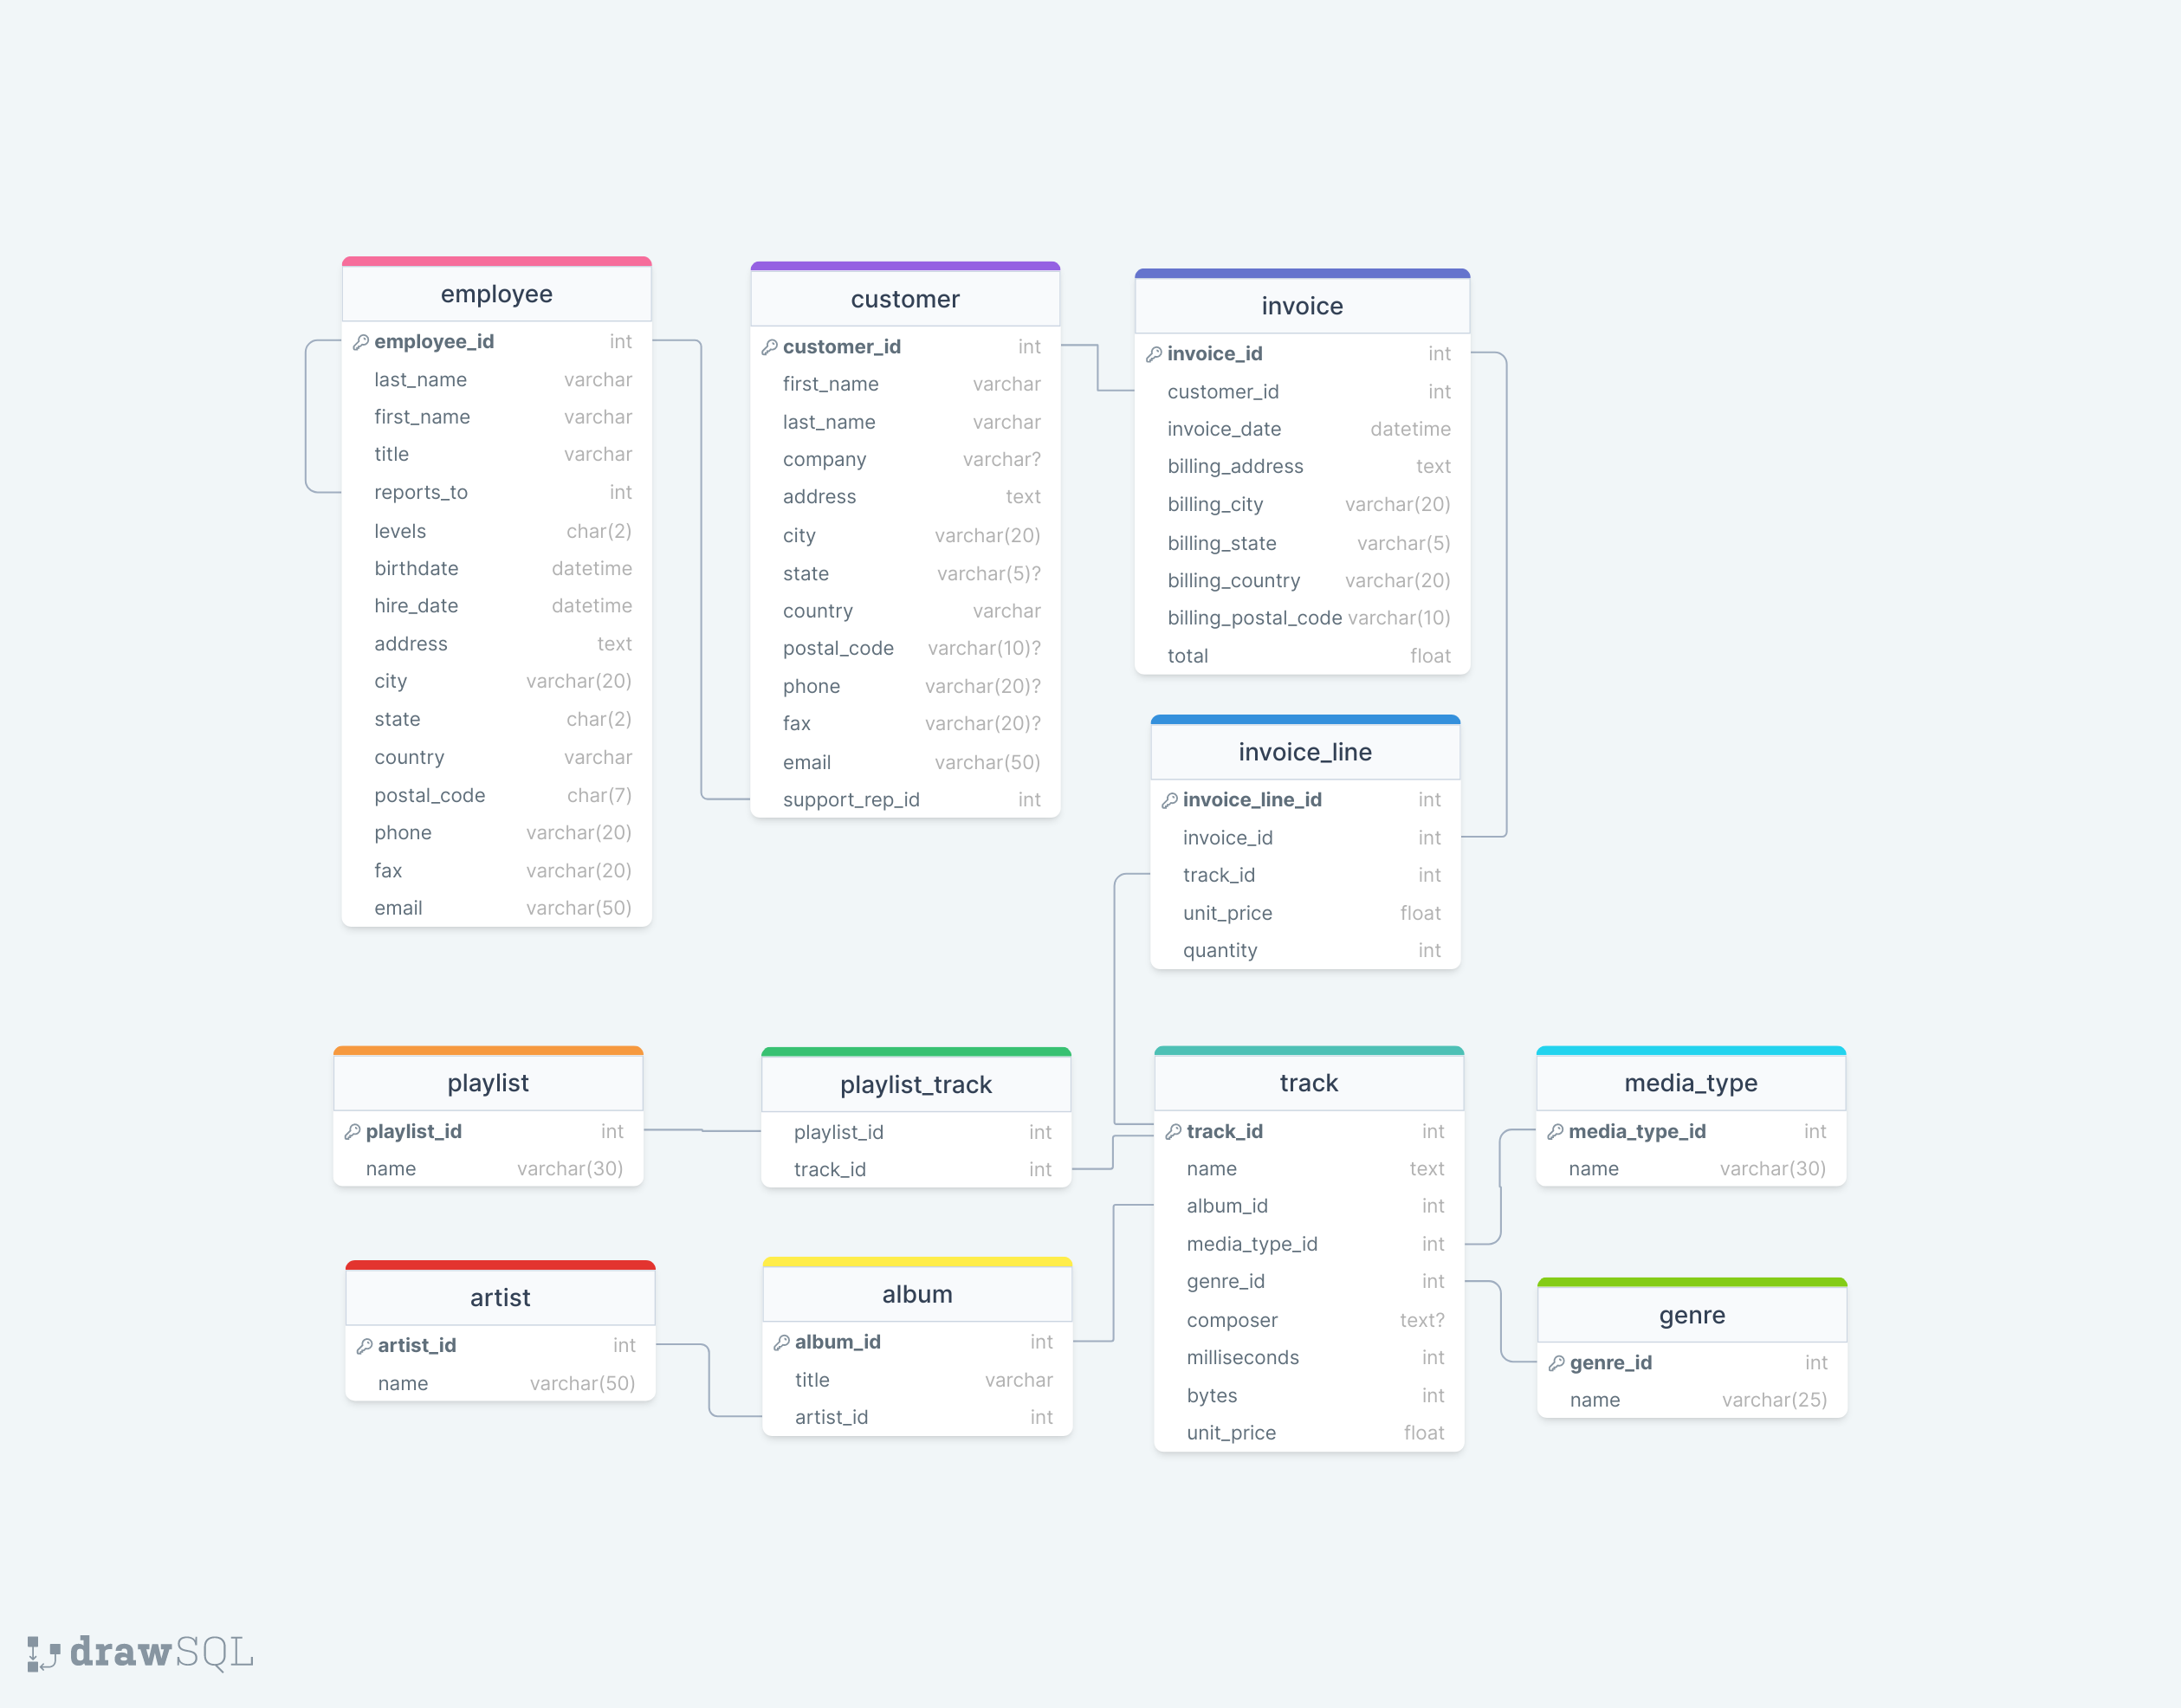 employee
employee_id int
last_name varchar
first_name varchar
title varchar
reports_to int
levels char(2)
birthdate datetime
hire_date datetime
address text
city varchar(20)
state char(2)
country varchar
postal_code char(7)
phone varchar(20)
fax varchar(20)
email varchar(50)
customer
customer_id int
first_name varchar
last_name varchar
company varchar?
address text
city varchar(20)
state varchar(5)?
country varchar
postal_code varchar(10)?
phone varchar(20)?
fax varchar(20)?
email varchar(50)
support_rep_id int
invoice
invoice_id int
customer_id int
invoice_date datetime
billing_address text
billing_city varchar(20)
billing_state varchar(5)
billing_country varchar(20)
billing_postal_code varchar(10)
total float
invoice_line
invoice_line_id int
invoice_id int
track_id int
unit_price float
quantity int
playlist
playlist_id int
name varchar(30)
playlist_track
playlist_id int
track_id int
track
track_id int
name text
album_id int
media_type_id int
genre_id int
composer text?
milliseconds int
bytes int
unit_price float
media_type
media_type_id int
name varchar(30)
artist
artist_id int
name varchar(50)
album
album_id int
title varchar
artist_id int
genre
genre_id int
name varchar(25)
drawSQL